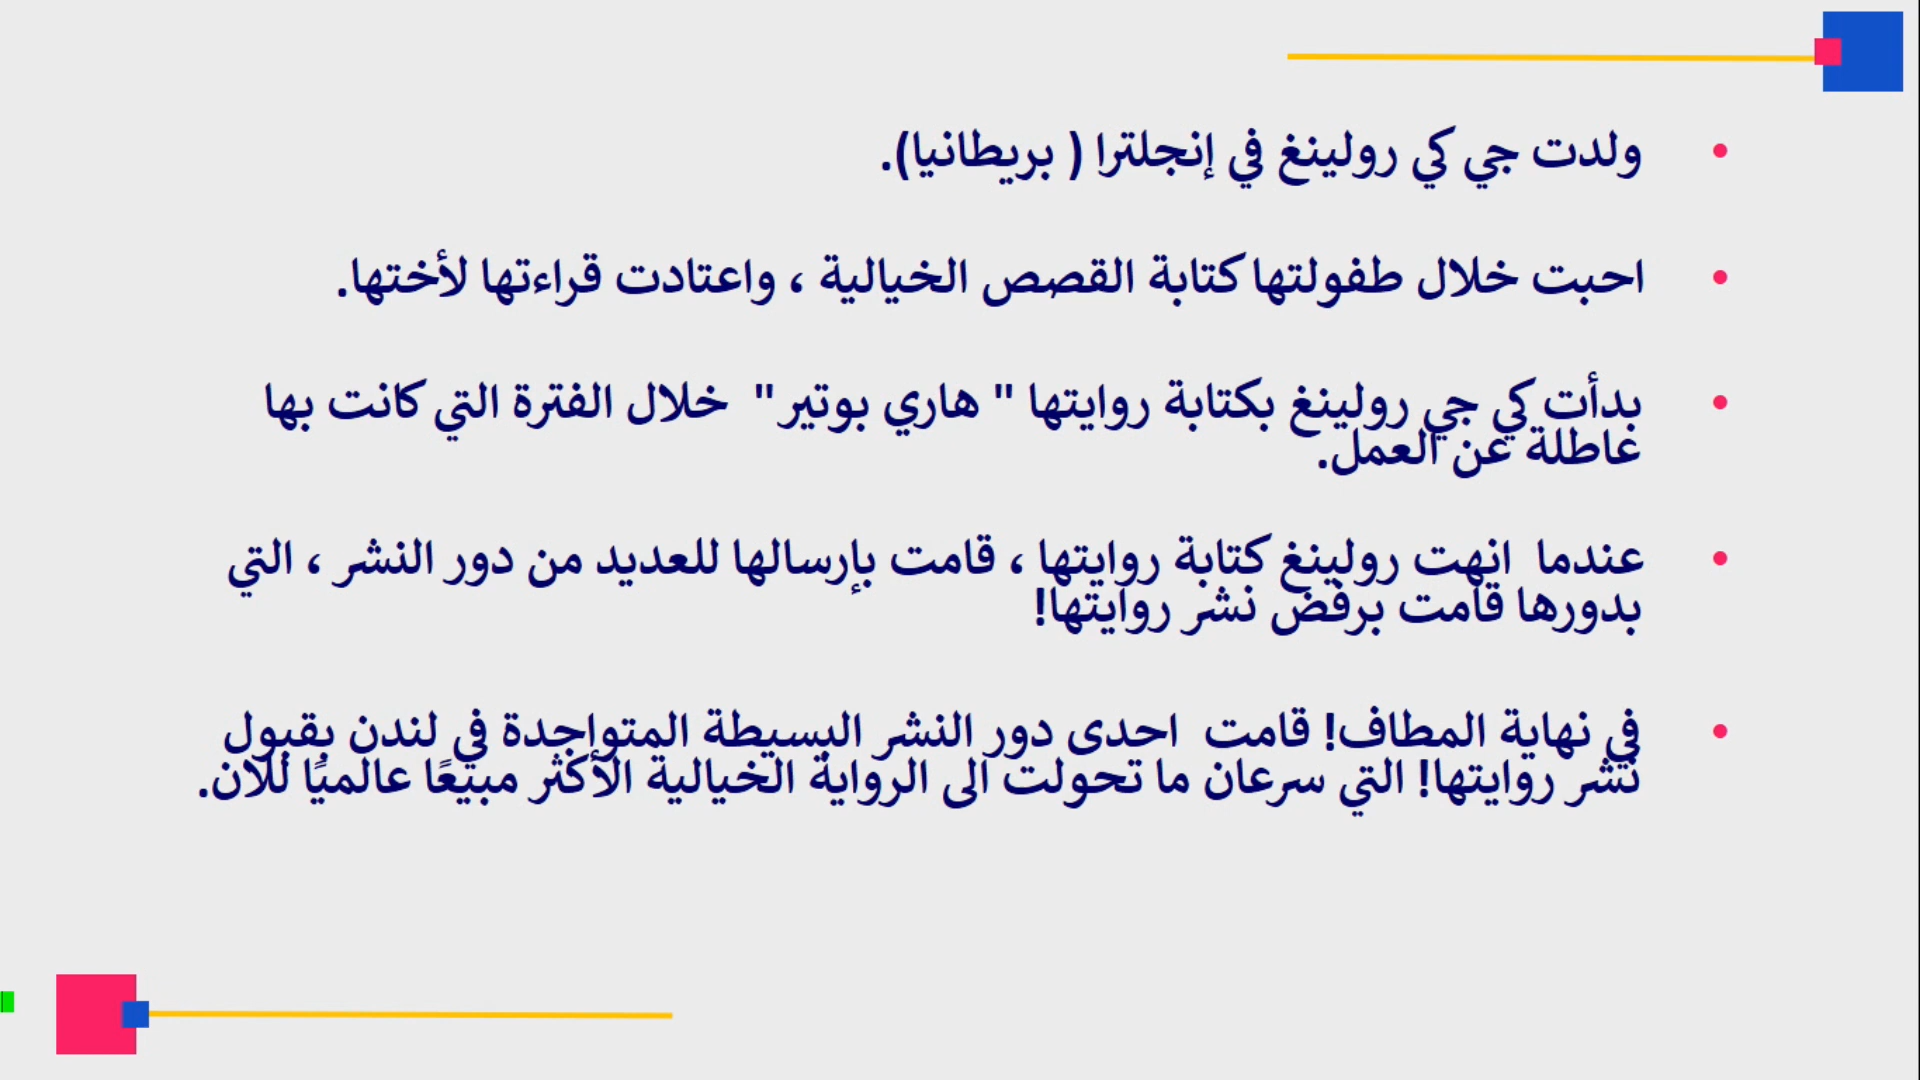 ولدت جي كي رولينغ في إنجلترا ( بريطانيا).
احبت خلال طفولتها كتابة القصص الخيالية ، واعتادت قراءتها لأختها.
بدأت كي جي رولينغ بكتابة روايتها " هاري بوتير" خلال الفترة التي كانت بها
عاطلة عن العمل.
عندما انهت رولينغ كتابة روايتها ، قامت بإرسالها للعديد من دور النشر ، التي
بدورها قامت برفض نشر روايتها!
في نهاية المطاف! قامت احدى دور النشر البسيطة المتواجدة في لندن بقبول
نشر روايتها! التي سرعان ما تحولت الى الرواية الخيالية الأكثر مبيعًا عالميًا للان.